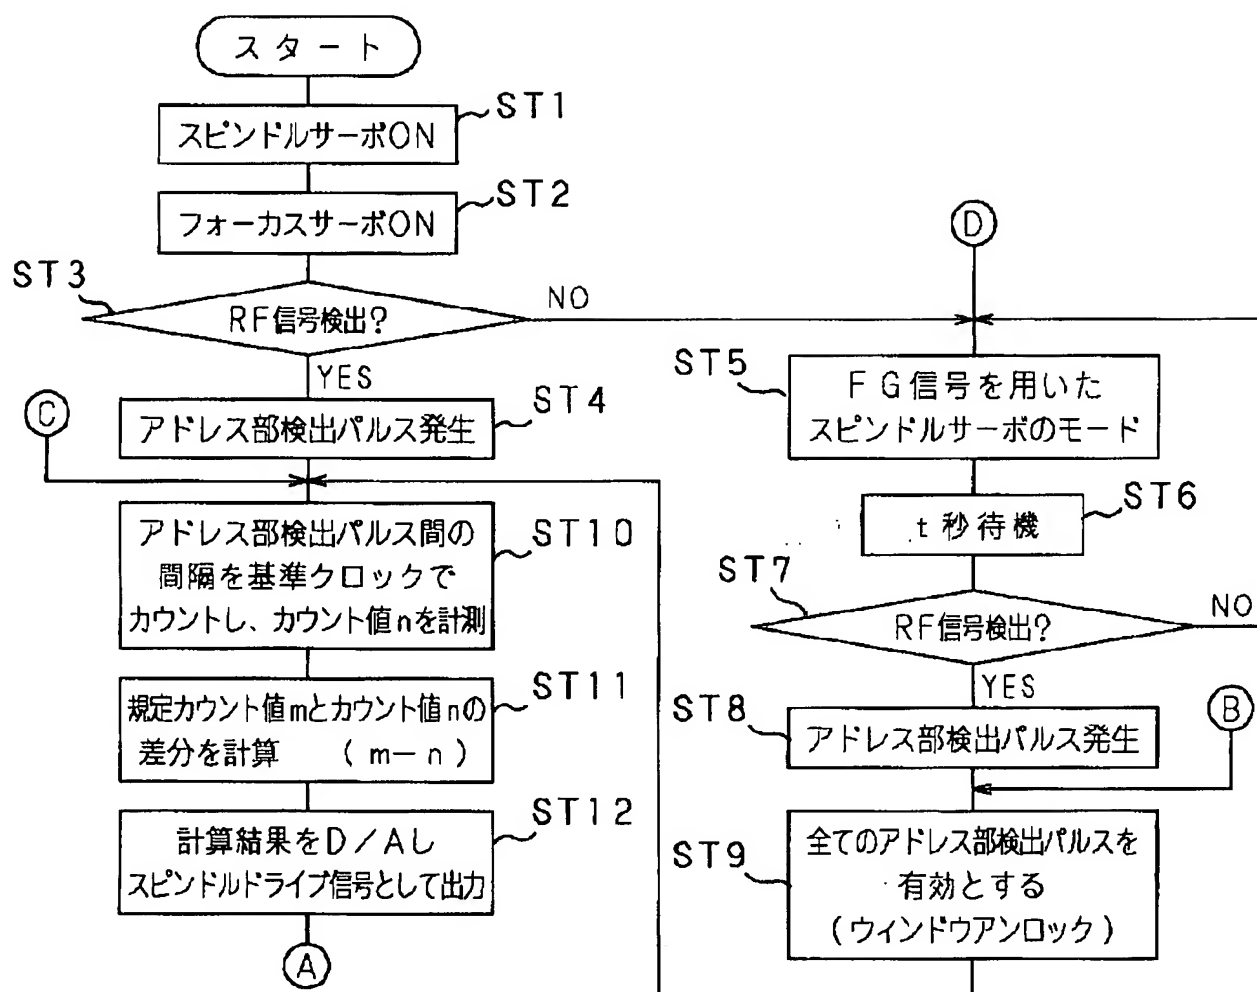 スタート
ST1
スピンドルサーボON
ST2
フォーカスサーボON
ST3
RF信号検出?
NO
YES
ST4
アドレス部検出パルス発生
C
ST10
アドレス部検出パルス間の
間隔を基準クロックで
カウントし、カウント値nを計測
ST11
規定カウント値mとカウント値nの
差分を計算 (m-n)
ST12
計算結果をD/Aし
スピンドルドライブ信号として出力
A
D
ST5
FG信号を用いた
スピンドルサーボのモード
ST6
t秒待機
ST7
RF信号検出?
NO
YES
ST8
アドレス部検出パルス発生
B
ST9
全てのアドレス部検出パルスを
有効とする
(ウィンドウアンロック)